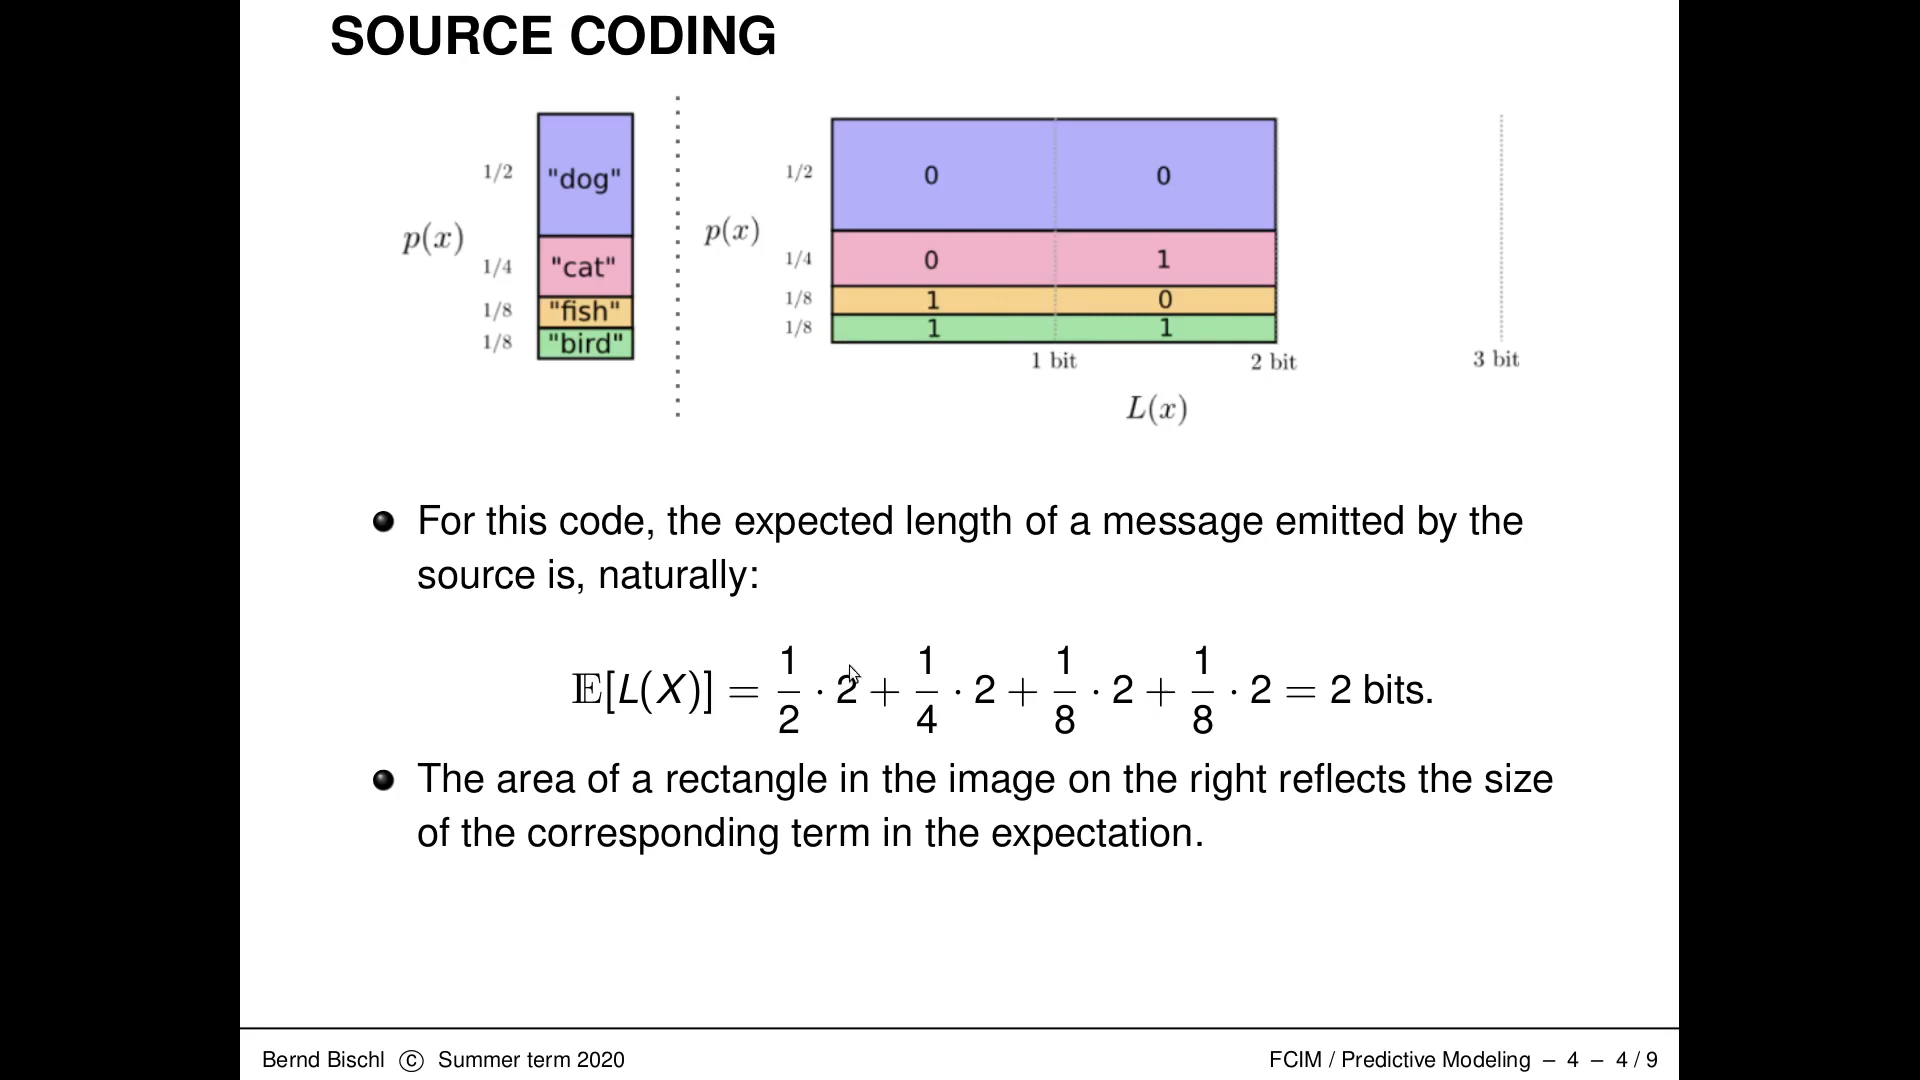 SOURCE CODING
p(x)
1/2 "dog"
1/4 "cat"
1/8 "fish"
1/8 "bird"
p(x)
1/2 0 0
1/4 0 1
1/8 1 0
1/8 1 1
1 bit 2 bit 3 bit
L(x)
For this code, the expected length of a message emitted by the
source is, naturally:
𝔼[L(X)] = 1/2 · 2 + 1/4 · 2 + 1/8 · 2 + 1/8 · 2 = 2 bits.
The area of a rectangle in the image on the right reflects the size
of the corresponding term in the expectation.
Bernd Bischl © Summer term 2020
FCIM / Predictive Modeling – 4 – 4 / 9